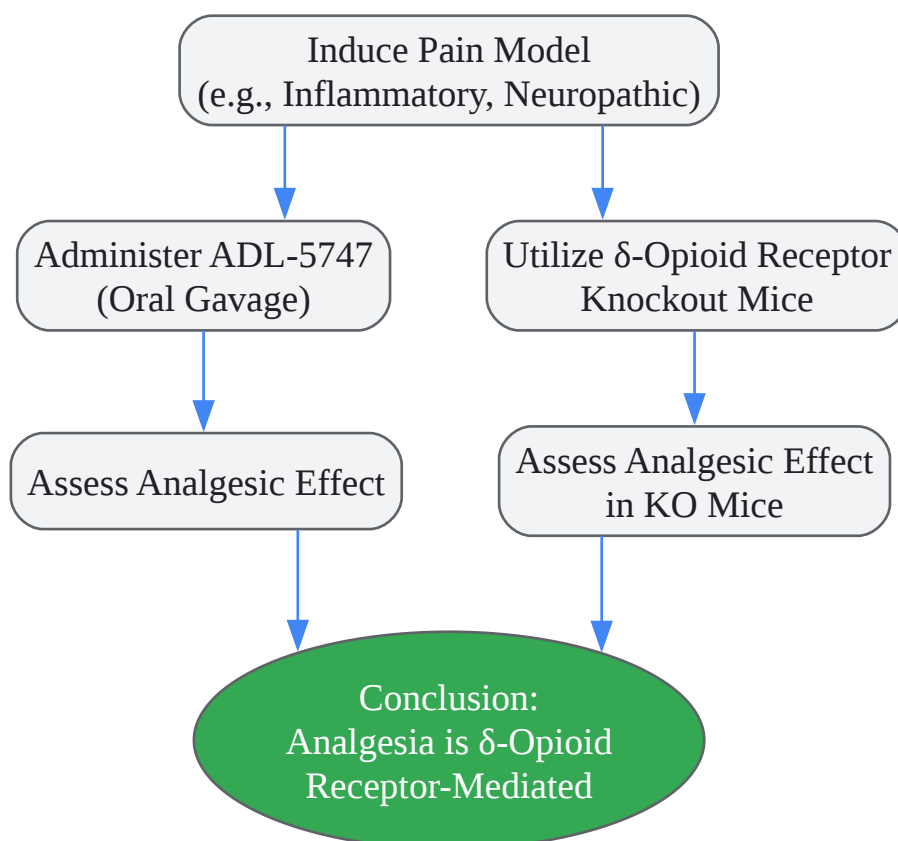 Induce Pain Model
(e.g., Inflammatory, Neuropathic)
Administer ADL-5747
(Oral Gavage)
Utilize δ-Opioid Receptor
Knockout Mice
Assess Analgesic Effect
Assess Analgesic Effect
in KO Mice
Conclusion:
Analgesia is δ-Opioid
Receptor-Mediated